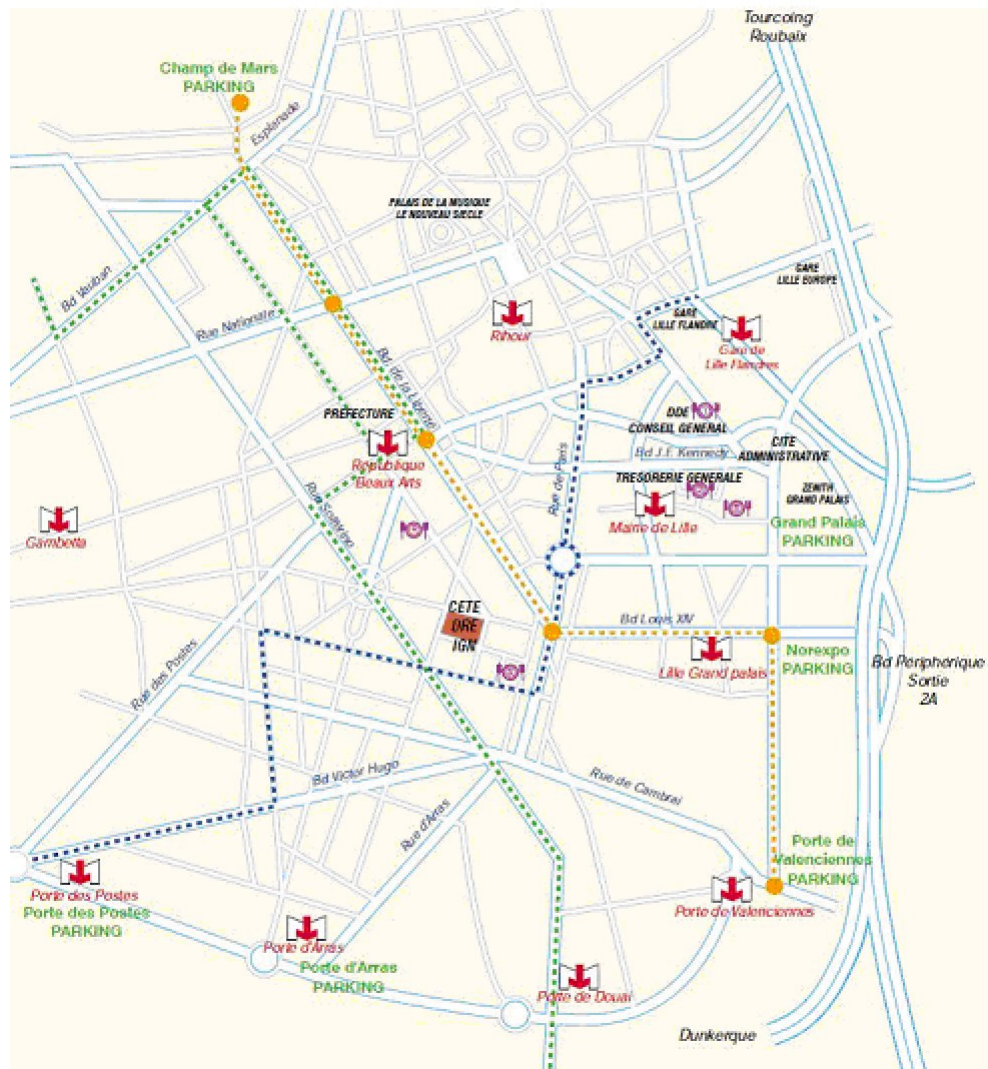 Tourcoing
Roubaix
Champ de Mars
PARKING
Esplanade
PALAIS DE LA MUSIQUE
LE NOUVEAU SIECLE
Bd Vauban
GARE
LILLE EUROPE
Rue Nationale
Rihour
GARE
LILLE FLANDRE
Gare de
Lille Flandres
Bd de la Liberté
PREFECTURE
DDE
CONSEIL GENERAL
CITE
ADMINISTRATIVE
République
Beaux Arts
Bd J.F. Kennedy
Rue de Paris
TRESORERIE GENERALE
ZENITH
GRAND PALAIS
Rue Solférino
Mairie de Lille
Grand Palais
PARKING
Gambetta
CETE
DRE
IGN
Bd Louis XIV
Lille Grand palais
Norexpo
PARKING
Bd Peripherique
Sortie
2A
Rue des Postes
Bd Victor Hugo
Rue de Cambrai
Rue d'Arras
Porte de
Valenciennes
PARKING
Porte des Postes
Porte des Postes
PARKING
Porte de Valenciennes
Porte d'Arras
Porte d'Arras
PARKING
Porte de Douai
Dunkerque